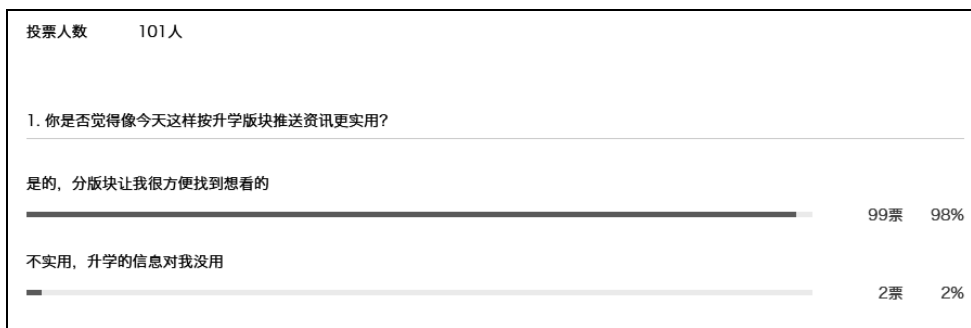 投票人数 101人
1. 你是否觉得像今天这样按升学版块推送资讯更实用?
是的，分版块让我很方便找到想看的
99票 98%
不实用，升学的信息对我没用
2票 2%